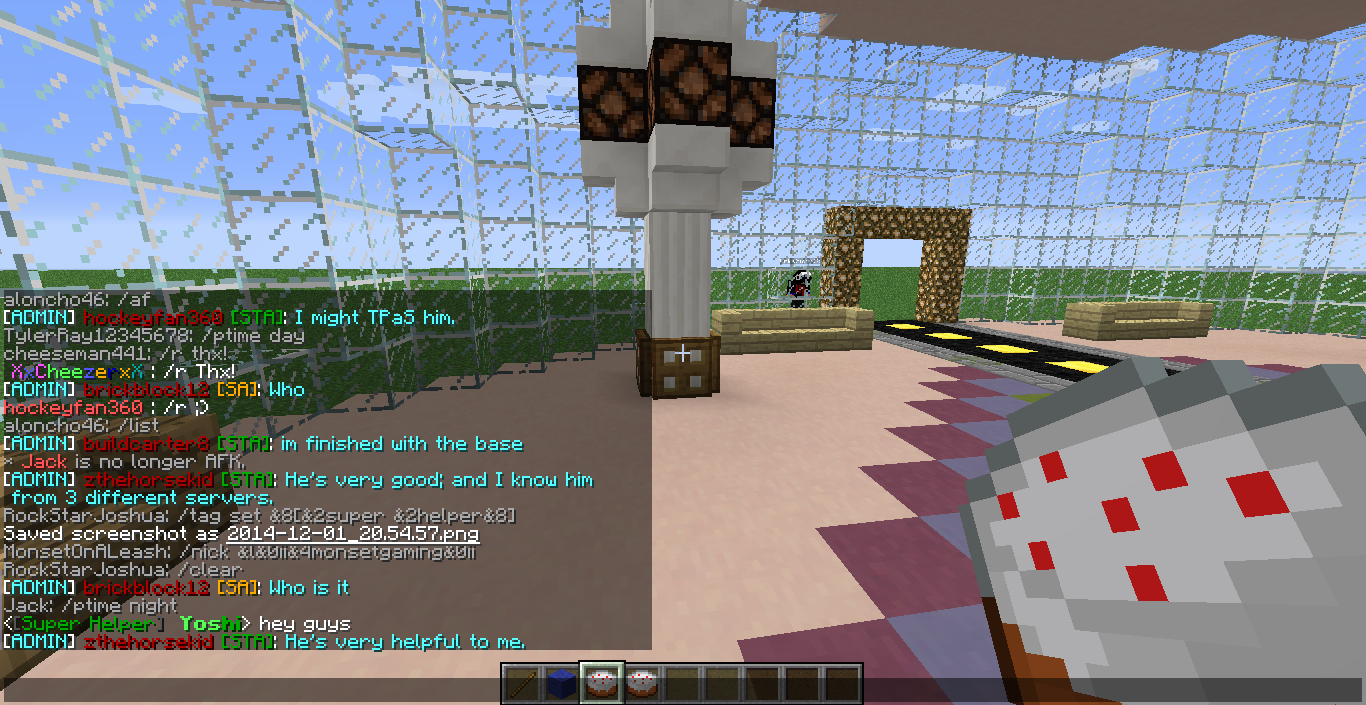 aloncho46: /af
[ADMIN] hockeyfan360 [STA]: I might TPaS him.
TylerRay12345678: /ptime day
cheeseman441: /r thx!
XxCheezerxX : /r Thx!
[ADMIN] brickblock12 [SA]: Who
hockeyfan360 : /r :)
aloncho46: /list
[ADMIN] buildcarter8 [STA]: im finished with the base
* Jack is no longer AFK.
[ADMIN] zthehorsekid [STA]: He's very good; and I know him
from 3 different servers.
RockStarJoshua: /tag set &8[&2super &2helper&8]
Saved screenshot as 2014-12-01_20.54.57.png
MonsetOnALeash: /nick
RockStarJoshua: /clear
[ADMIN] brickblock12 [SA]: Who is it
Jack: /ptime night
<[Super Helper] Yoshi> hey guys
[ADMIN] zthehorsekid [STA]: He's very helpful to me.